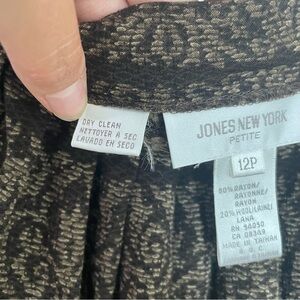 DRY CLEAN
NETTOYER À SEC
LAVADO EN SECO
JONES NEW YORK
PETITE
12P
80% RAYON/
RAYONNE/
RAYON
20% WOOL/LAINE/
LANA
RN 54050
CA 08349
MADE IN TAIWAN
R.O.C.